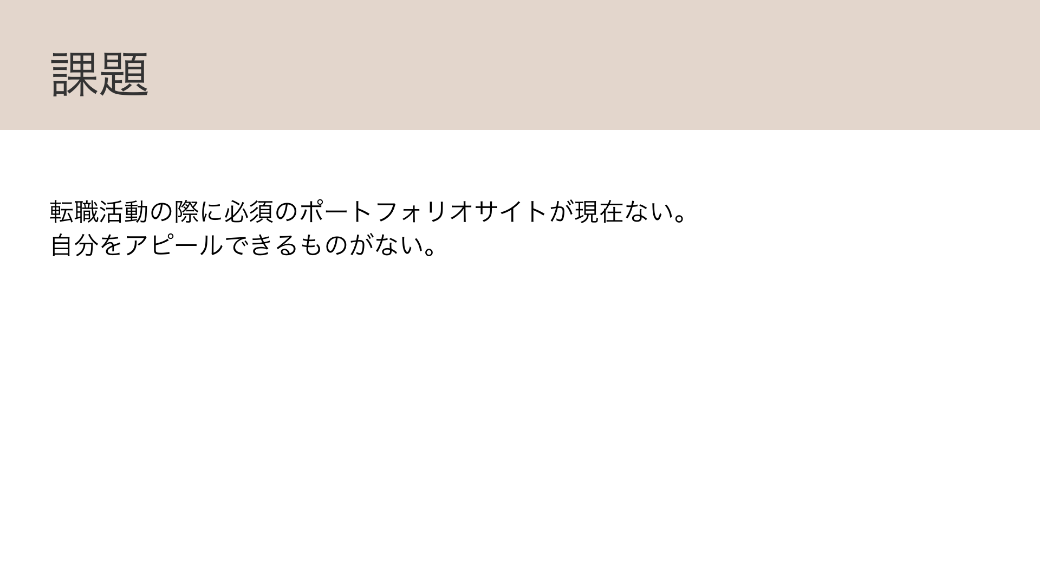 課題
転職活動の際に必須のポートフォリオサイトが現在ない。
自分をアピールできるものがない。